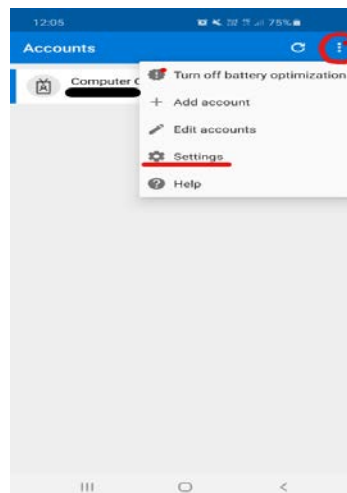 12:05
75%
Accounts
Computer
Turn off battery optimization
Add account
Edit accounts
Settings
Help